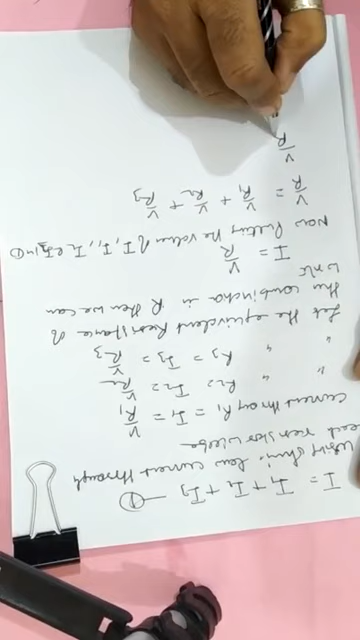 I = I1 + I2 + I3 — ①
Using ohm's law current through
each resistor will be
current through R1 = I1 = V/R1
" " R2 = I2 = V/R2
" " R3 = I3 = V/R3
Let the equivalent Resistance of
this combination is R then we can
write
I = V/R
Now Putting the values of I, I1, I2 & I3 in ①
V/R = V/R1 + V/R2 + V/R3
V/R